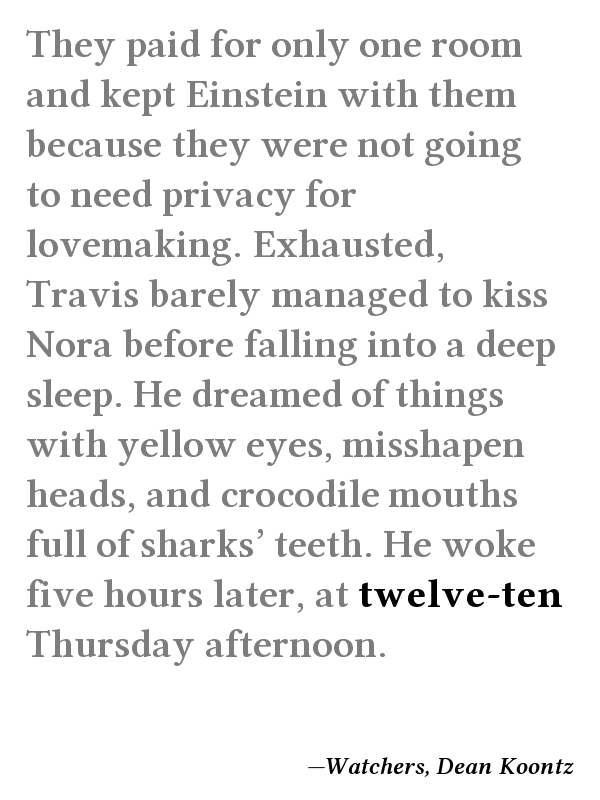 They paid for only one room
and kept Einstein with them
because they were not going
to need privacy for
lovemaking. Exhausted,
Travis barely managed to kiss
Nora before falling into a deep
sleep. He dreamed of things
with yellow eyes, misshapen
heads, and crocodile mouths
full of sharks’ teeth. He woke
five hours later, at twelve-ten
Thursday afternoon.
—Watchers, Dean Koontz